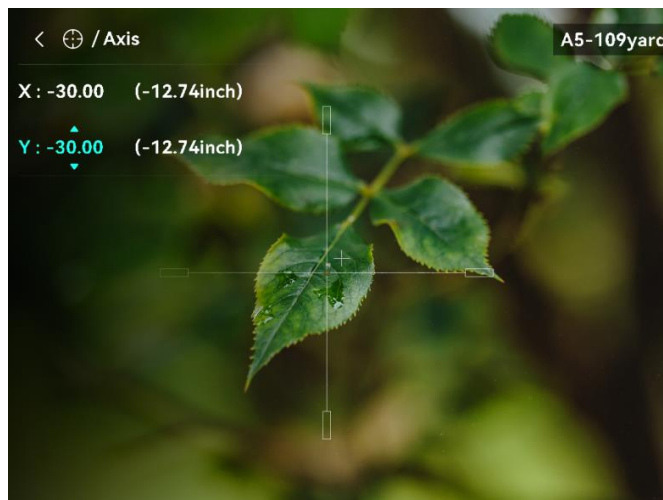 / Axis
A5-109yard
X : -30.00 (-12.74inch)
Y : -30.00 (-12.74inch)